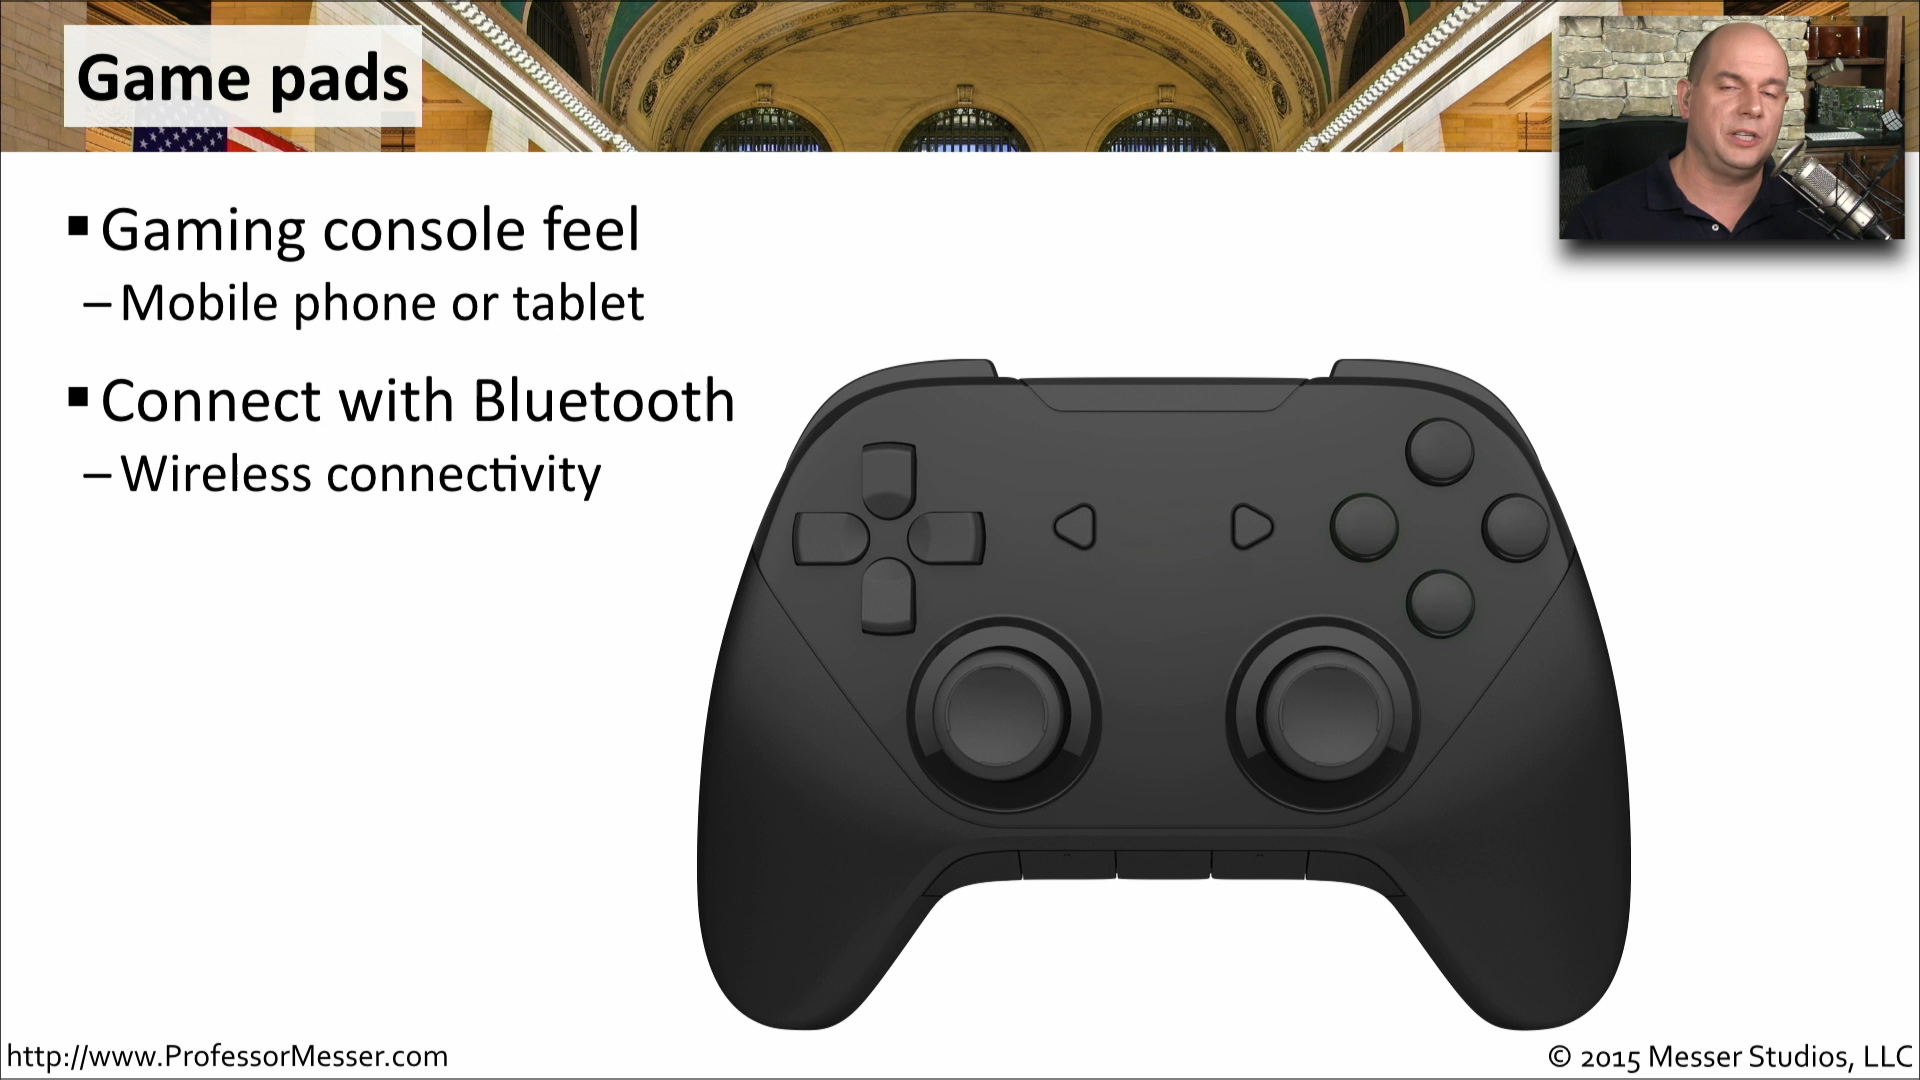 Game pads
▪ Gaming console feel
– Mobile phone or tablet
▪ Connect with Bluetooth
– Wireless connectivity
http://www.ProfessorMesser.com
© 2015 Messer Studios, LLC